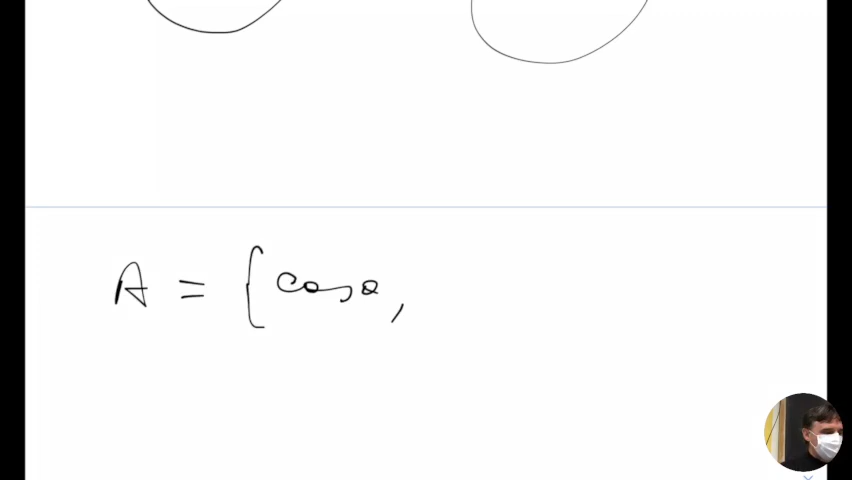 A = { casa,